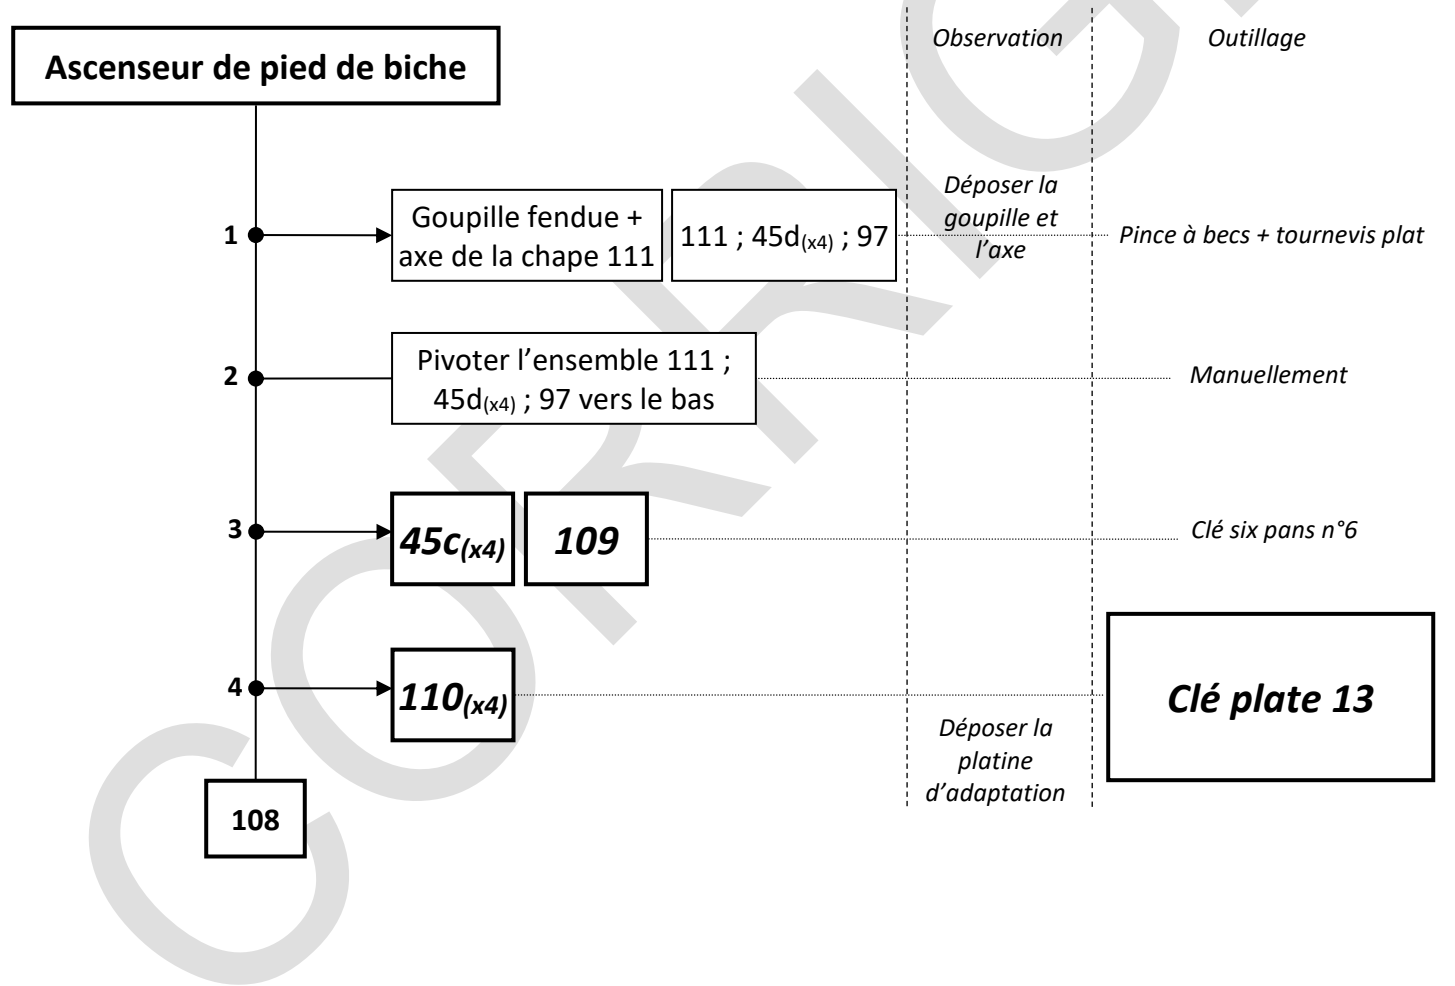 Observation
Outillage
Ascenseur de pied de biche
1
Goupille fendue +
axe de la chape 111
111 ; 45d(x4) ; 97
Déposer la
goupille et
l’axe
Pince à becs + tournevis plat
2
Pivoter l’ensemble 111 ;
45d(x4) ; 97 vers le bas
Manuellement
3
45c(x4)
109
Clé six pans n°6
4
110(x4)
Déposer la
platine
d’adaptation
Clé plate 13
108
CORRIG